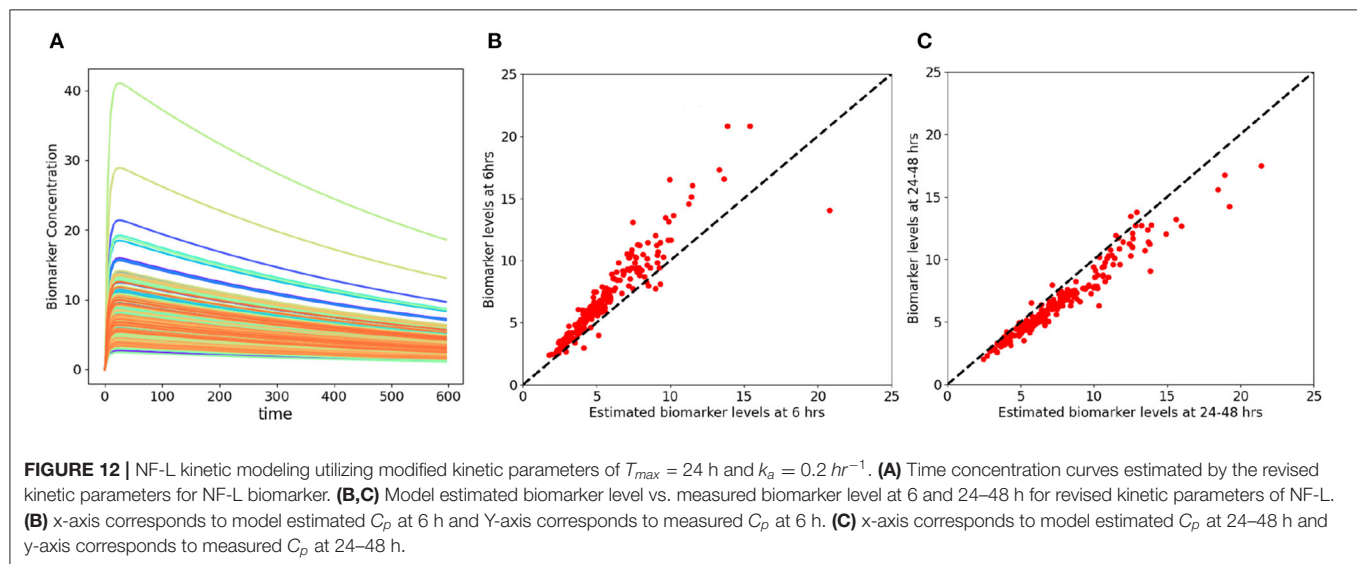 A
B
C
40
30
20
10
0
Biomarker Concentration
0 100 200 300 400 500 600
time
25
20
15
10
5
0
Biomarker levels at 6hrs
0 5 10 15 20 25
Estimated biomarker levels at 6 hrs
25
20
15
10
5
0
Biomarker levels at 24-48 hrs
0 5 10 15 20 25
Estimated biomarker levels at 24-48 hrs
FIGURE 12 | NF-L kinetic modeling utilizing modified kinetic parameters of Tmax = 24 h and ka = 0.2 hr−1. (A) Time concentration curves estimated by the revised
kinetic parameters for NF-L biomarker. (B,C) Model estimated biomarker level vs. measured biomarker level at 6 and 24–48 h for revised kinetic parameters of NF-L.
(B) x-axis corresponds to model estimated Cp at 6 h and Y-axis corresponds to measured Cp at 6 h. (C) x-axis corresponds to model estimated Cp at 24–48 h and
y-axis corresponds to measured Cp at 24–48 h.